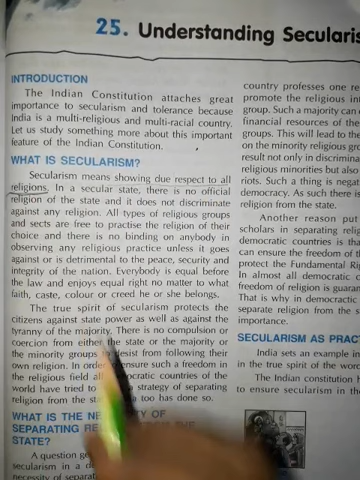 25. Understanding Secularis
INTRODUCTION
The Indian Constitution attaches great
importance to secularism and tolerance because
India is a multi-religious and multi-racial country.
Let us study something more about this important
feature of the Indian Constitution.
WHAT IS SECULARISM?
Secularism means showing due respect to all
religions. In a secular state, there is no official
religion of the state and it does not discriminate
against any religion. All types of religious groups
and sects are free to practise the religion of their
choice and there is no binding on anybody in
observing any religious practice unless it goes
against or is detrimental to the peace, security and
integrity of the nation. Everybody is equal before
the law and enjoys equal right no matter to what
faith, caste, colour or creed he or she belongs.
The true spirit of secularism protects the
citizens against state power as well as against the
tyranny of the majority. There is no compulsion or
coercion from either the state or the majority or
the minority groups desist from following their
own religion. In order ensure such a freedom in
the religious field a cratic countries of the
world have tried to strategy of separating
religion from the sta a too has done so.
WHAT IS THE NE Y OF
SEPARATING RE THE
STATE?
A question ge
secularism in a de
necessity of separat
country professes one re
promote the religious int
group. Such a majority can
financial resources of the
groups. This will lead to the
on the minority religious gro
result not only in discrimina
religious minorities but also
riots. Such a thing is negat
democracy. As such there is
religion from the state.
Another reason put
scholars in separating relig
democratic countries is tha
can ensure the freedom of th
protect the Fundamental Rig
In almost all democratic c
freedom of religion is guaran
That is why in democratic
separate religion from the s
importance.
SECULARISM AS PRAC
India sets an example in
in the true spirit of the word
The Indian constitution h
to ensure secularism in the